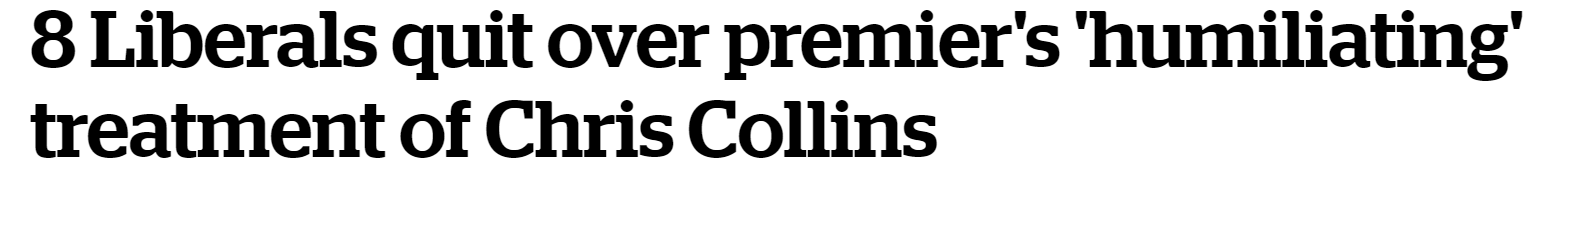 8 Liberals quit over premier's 'humiliating'
treatment of Chris Collins